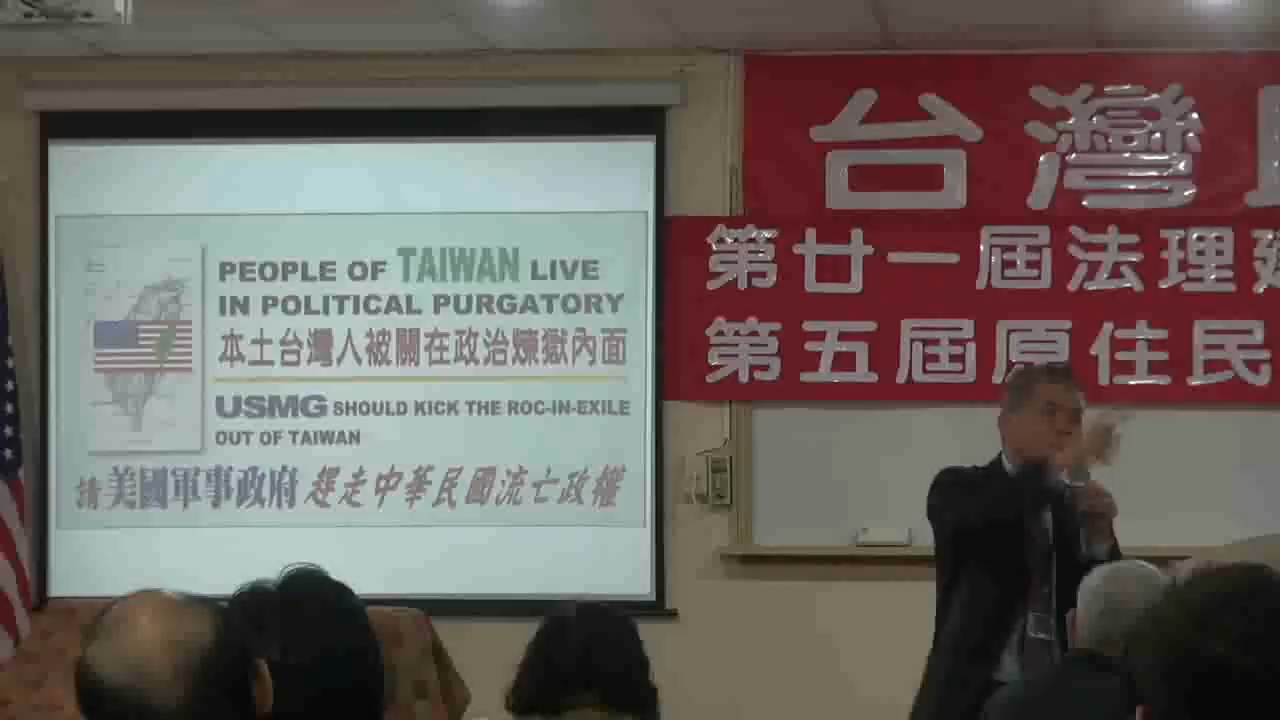 PEOPLE OF TAIWAN LIVE
IN POLITICAL PURGATORY
本土台灣人被關在政治煉獄內面
USMG SHOULD KICK THE ROC-IN-EXILE
OUT OF TAIWAN
請美國軍事政府趕走中華民國流亡政權
台灣
第廿一屆法理建
第五屆原住民